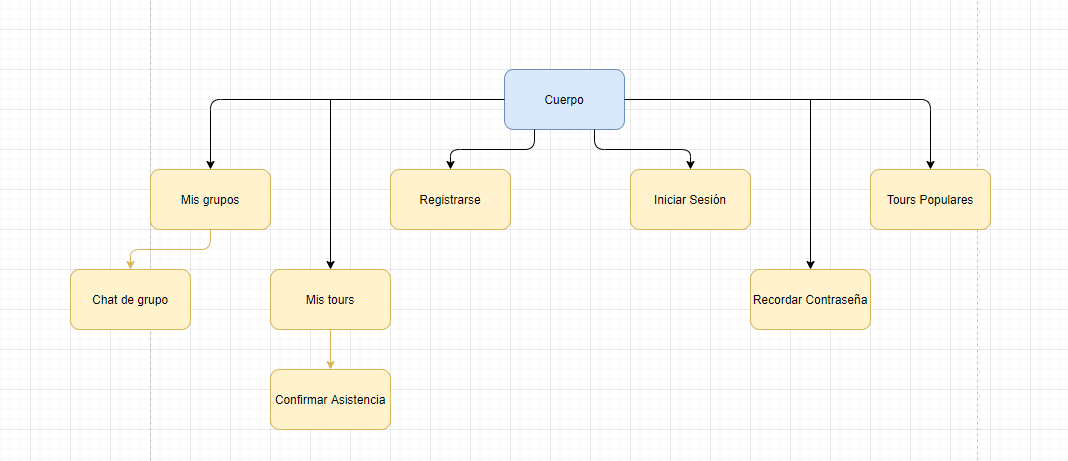 Cuerpo
Mis grupos
Registrarse
Iniciar Sesión
Tours Populares
Chat de grupo
Mis tours
Recordar Contraseña
Confirmar Asistencia